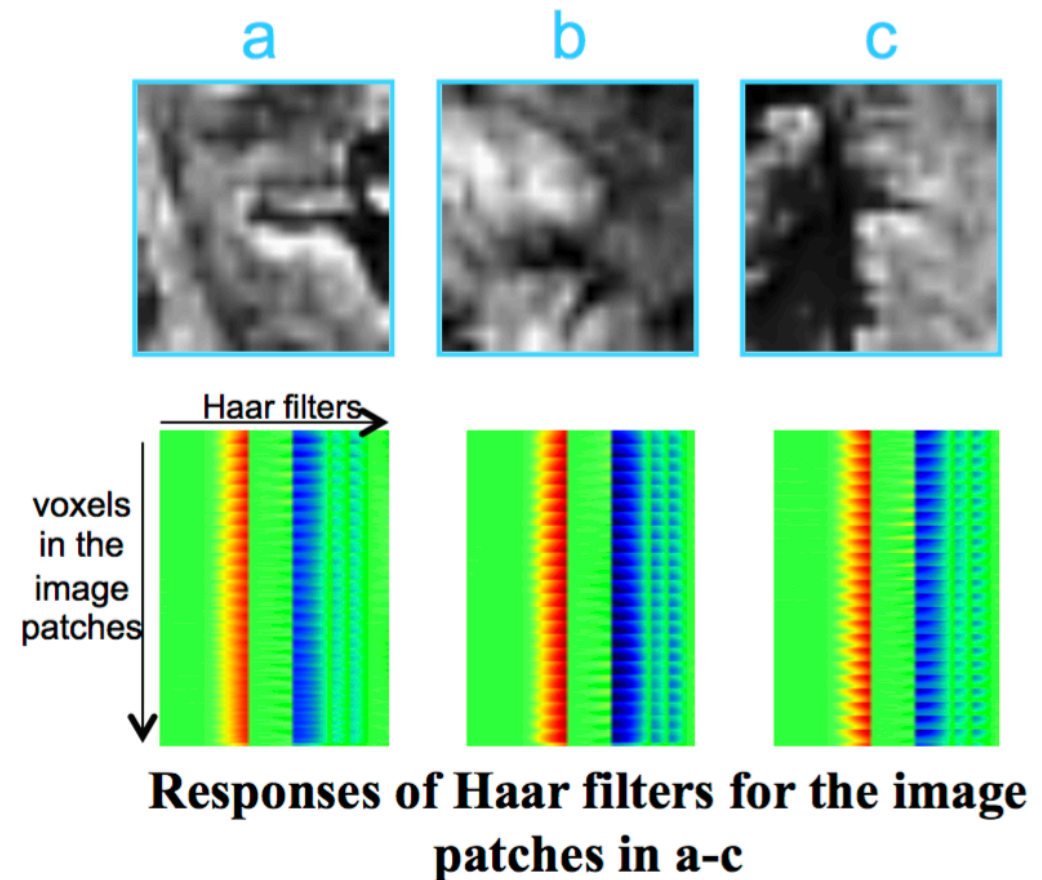 a b c
Haar filters
voxels
in the
image
patches
Responses of Haar filters for the image
patches in a-c